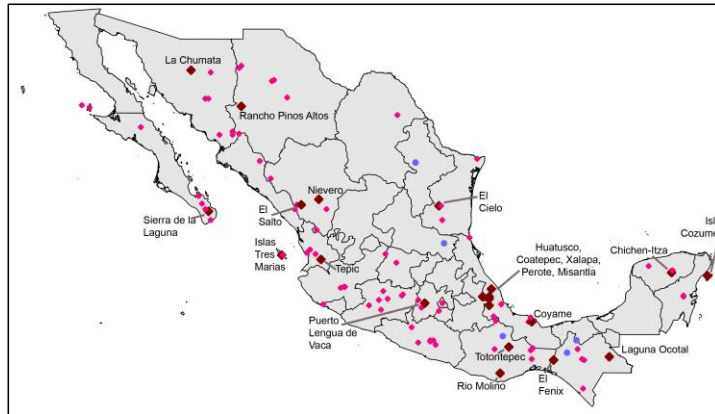 La Chumata
Rancho Pinos Altos
Nievero
El
Salto
El
Cielo
Sierra de la
Laguna
Islas
Tres
Marias
Tepic
Huatusco,
Coatepec, Xalapa,
Perote, Misantla
Chichen-Itza
Cozume
Puerto
Lengua de
Vaca
Coyame
Totontepec
Laguna Ocotal
Rio Molino
El
Fenix